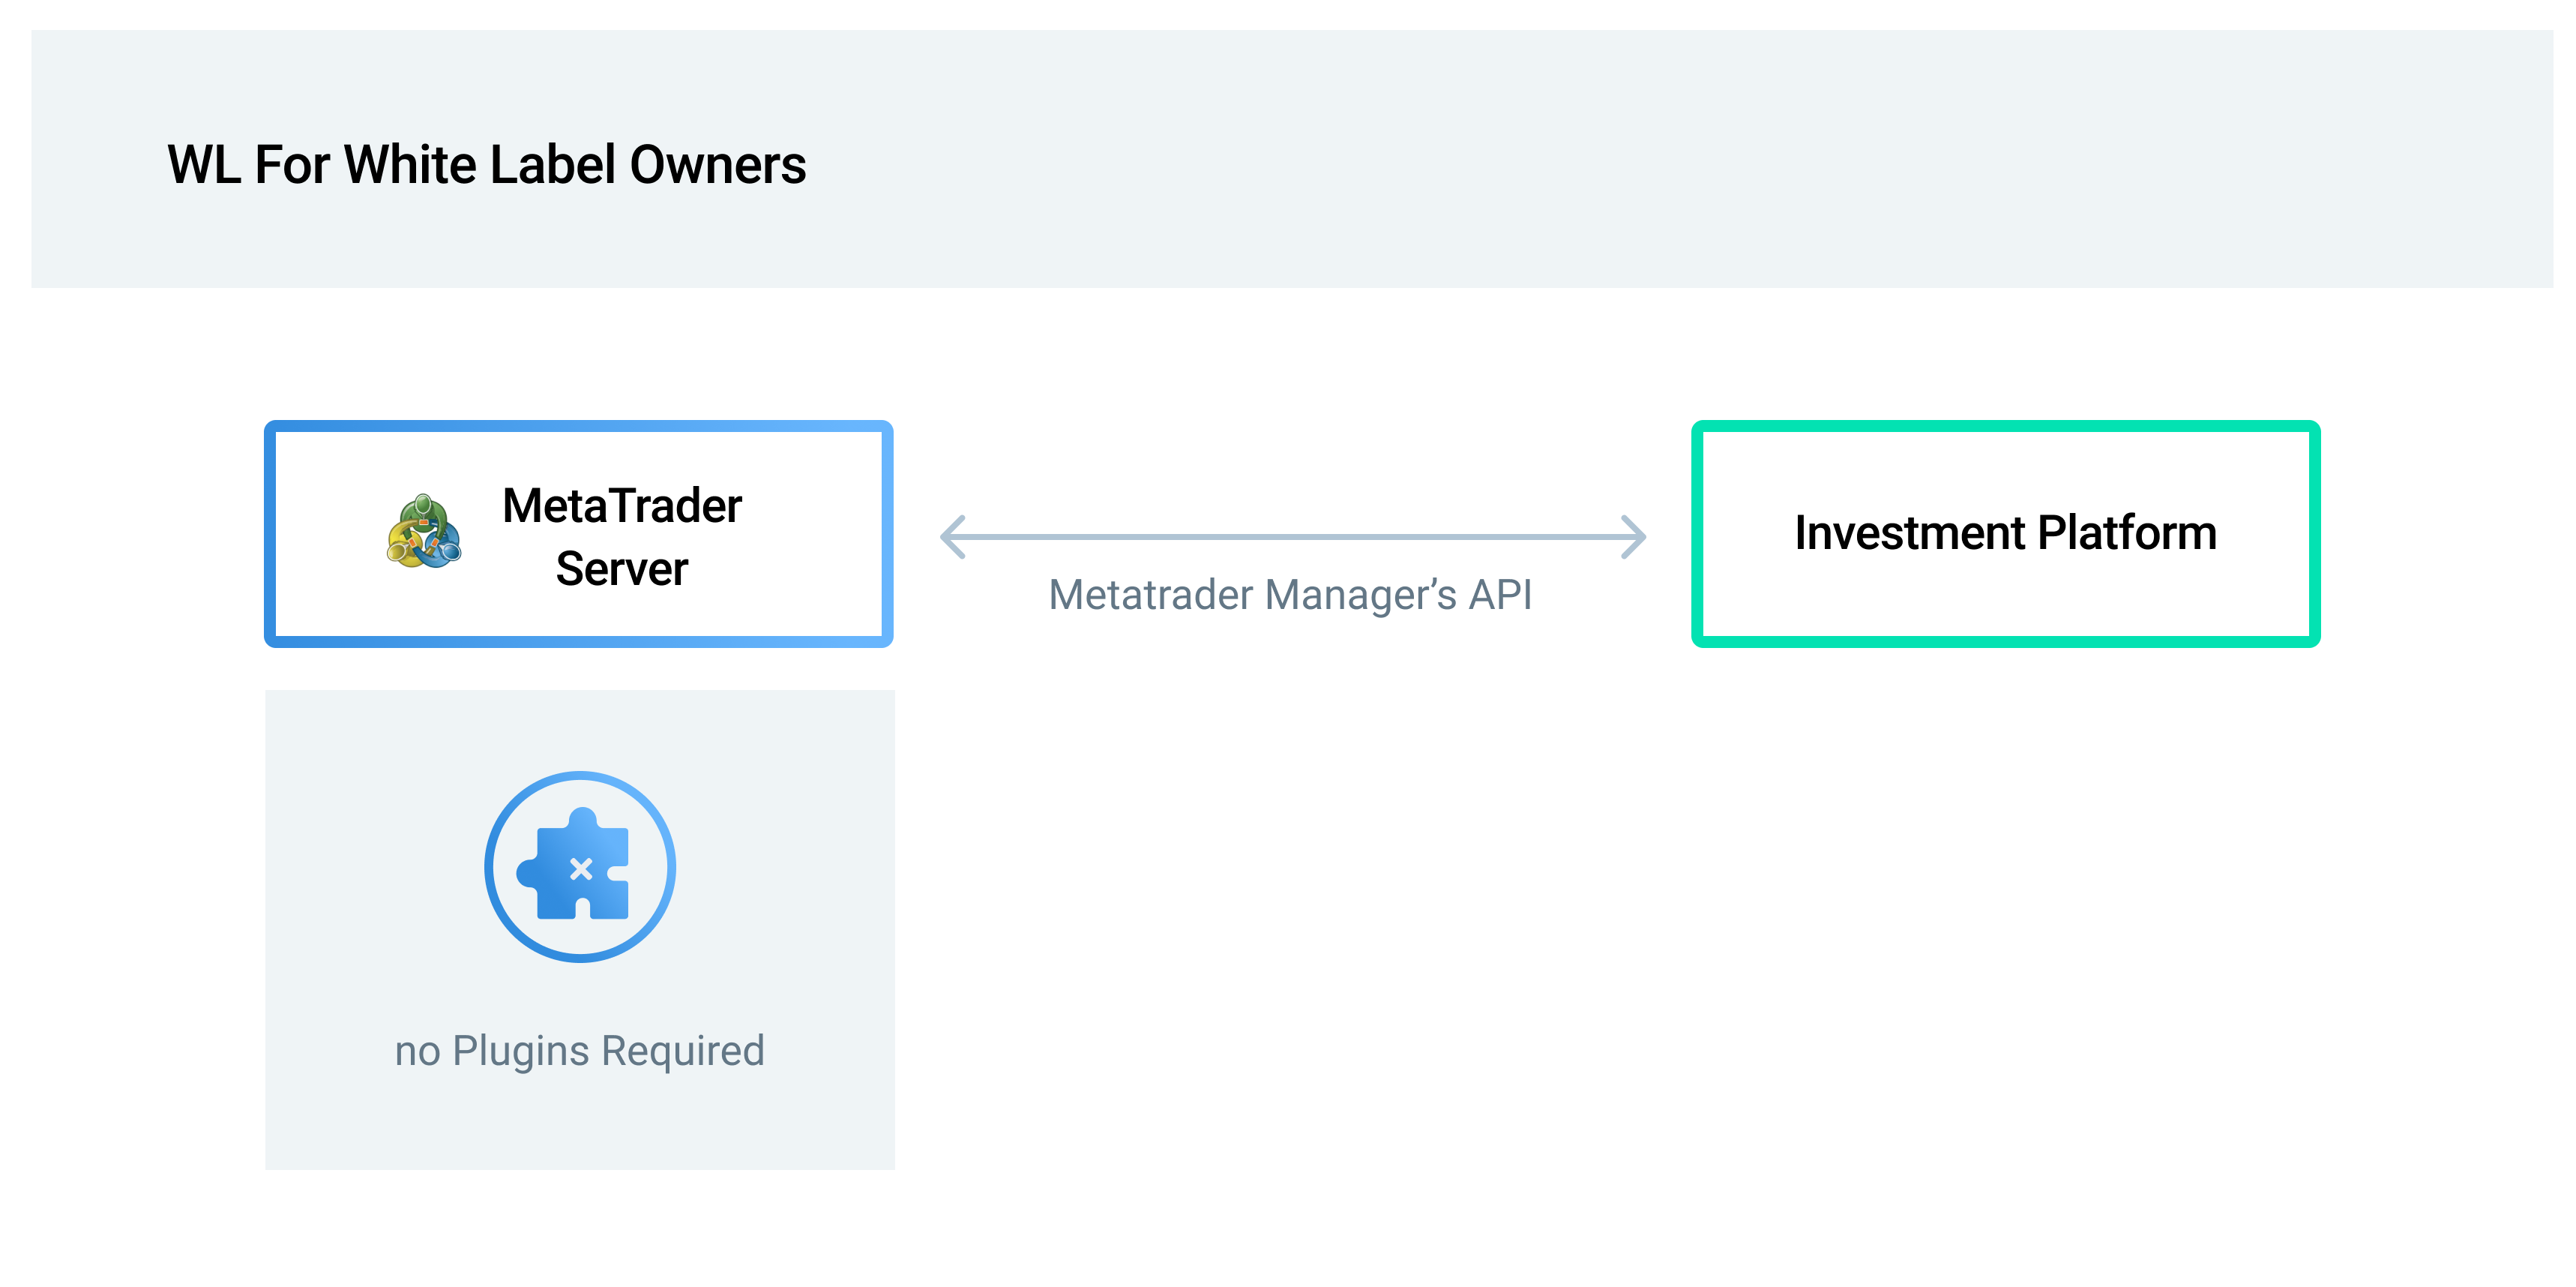 WL For White Label Owners
MetaTrader
Server
Metatrader Manager’s API
Investment Platform
no Plugins Required